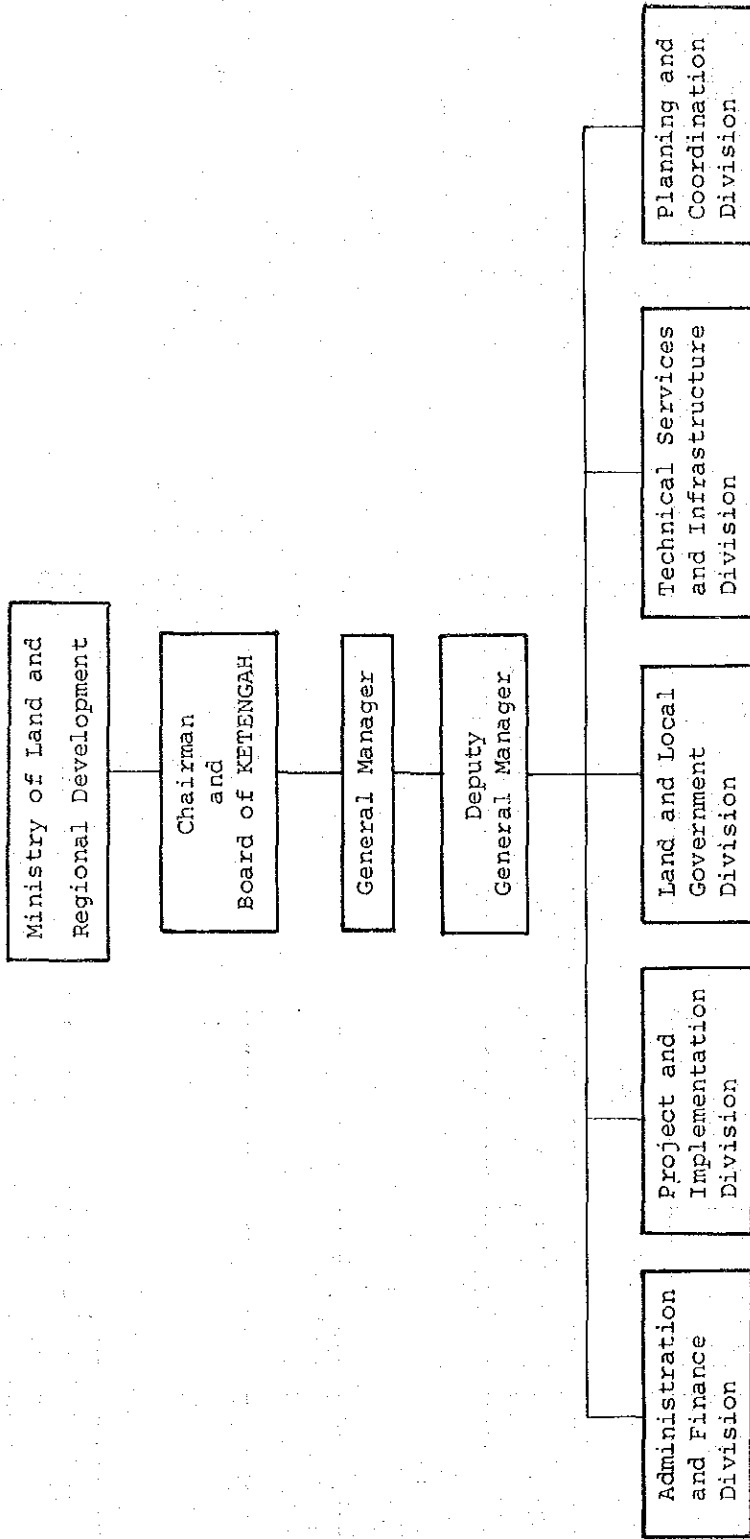 Ministry of Land and
Regional Development
Chairman
and
Board of KETENGAH
General Manager
Deputy
General Manager
Administration
and Finance
Division
Project and
Implementation
Division
Land and Local
Government
Division
Technical Services
and Infrastructure
Division
Planning and
Coordination
Division